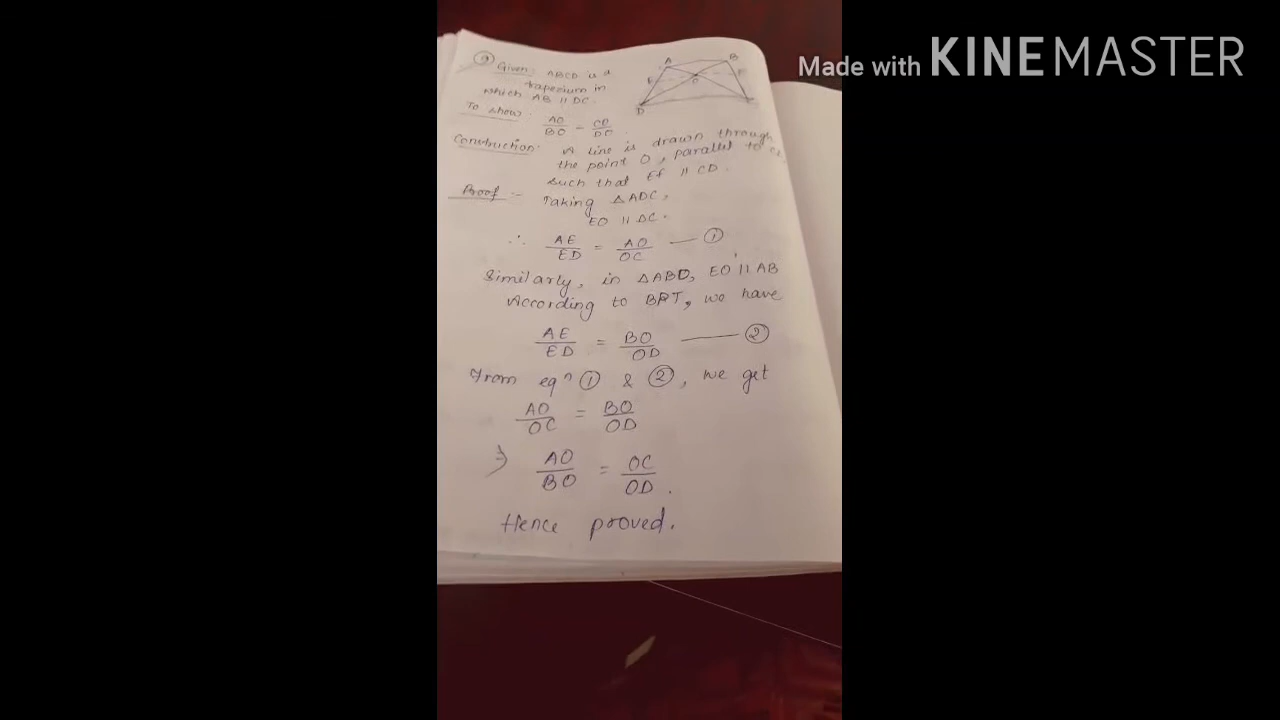 Made with KINEMASTER
9 Given: ABCD is a
trapezium in
which AB || DC.
To show:
AO/BO = CO/DO
Construction: A line is drawn through
the point O, parallel to
such that EF || CD.
Proof :- Taking △ADC,
EO || DC.
∴ AE/ED = AO/OC — ①
Similarly, in △ABD, EO || AB
According to BPT, we have
AE/ED = BO/OD — ②
From eqn ① & ②, we get
AO/OC = BO/OD
⇒ AO/BO = OC/OD.
Hence proved.
A
B
E
F
O
D